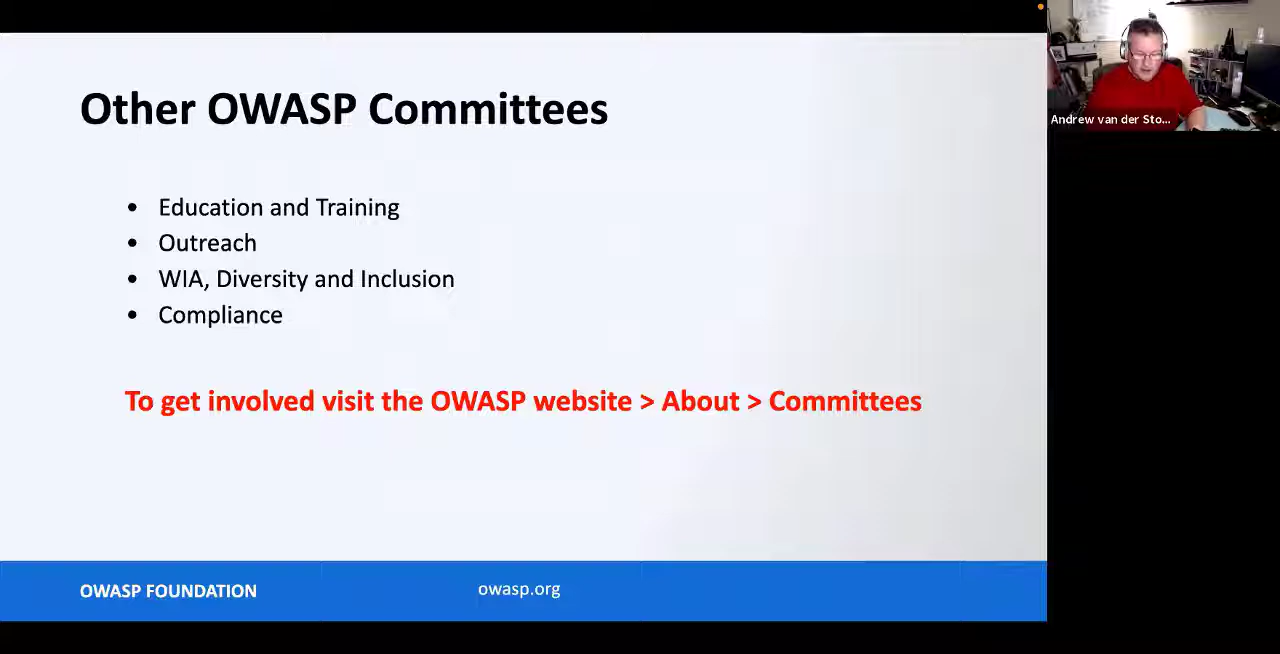 Other OWASP Committees
• Education and Training
• Outreach
• WIA, Diversity and Inclusion
• Compliance
To get involved visit the OWASP website > About > Committees
OWASP FOUNDATION
owasp.org
Andrew van der Sto...